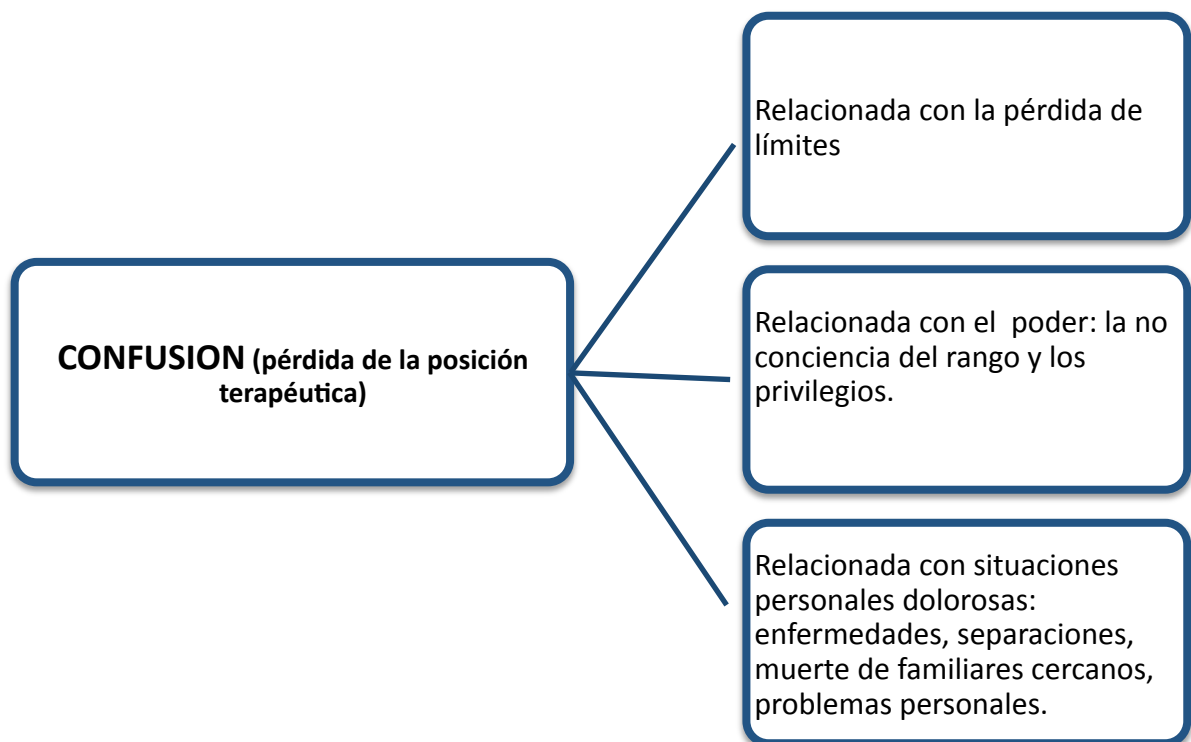 Relacionada con la pérdida de
límites
CONFUSION (pérdida de la posición
terapéutica)
Relacionada con el  poder: la no
conciencia del rango y los
privilegios.
Relacionada con situaciones
personales dolorosas:
enfermedades, separaciones,
muerte de familiares cercanos,
problemas personales.